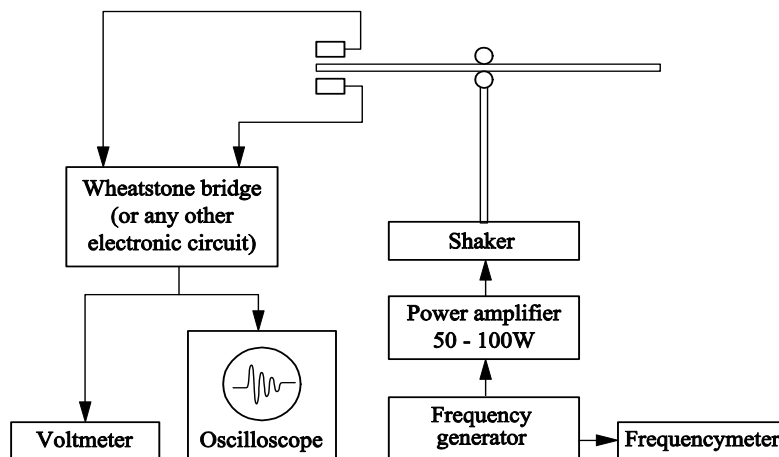 Wheatstone bridge
(or any other
electronic circuit)
Shaker
Power amplifier
50 - 100W
Voltmeter
Oscilloscope
Frequency
generator
Frequencymeter